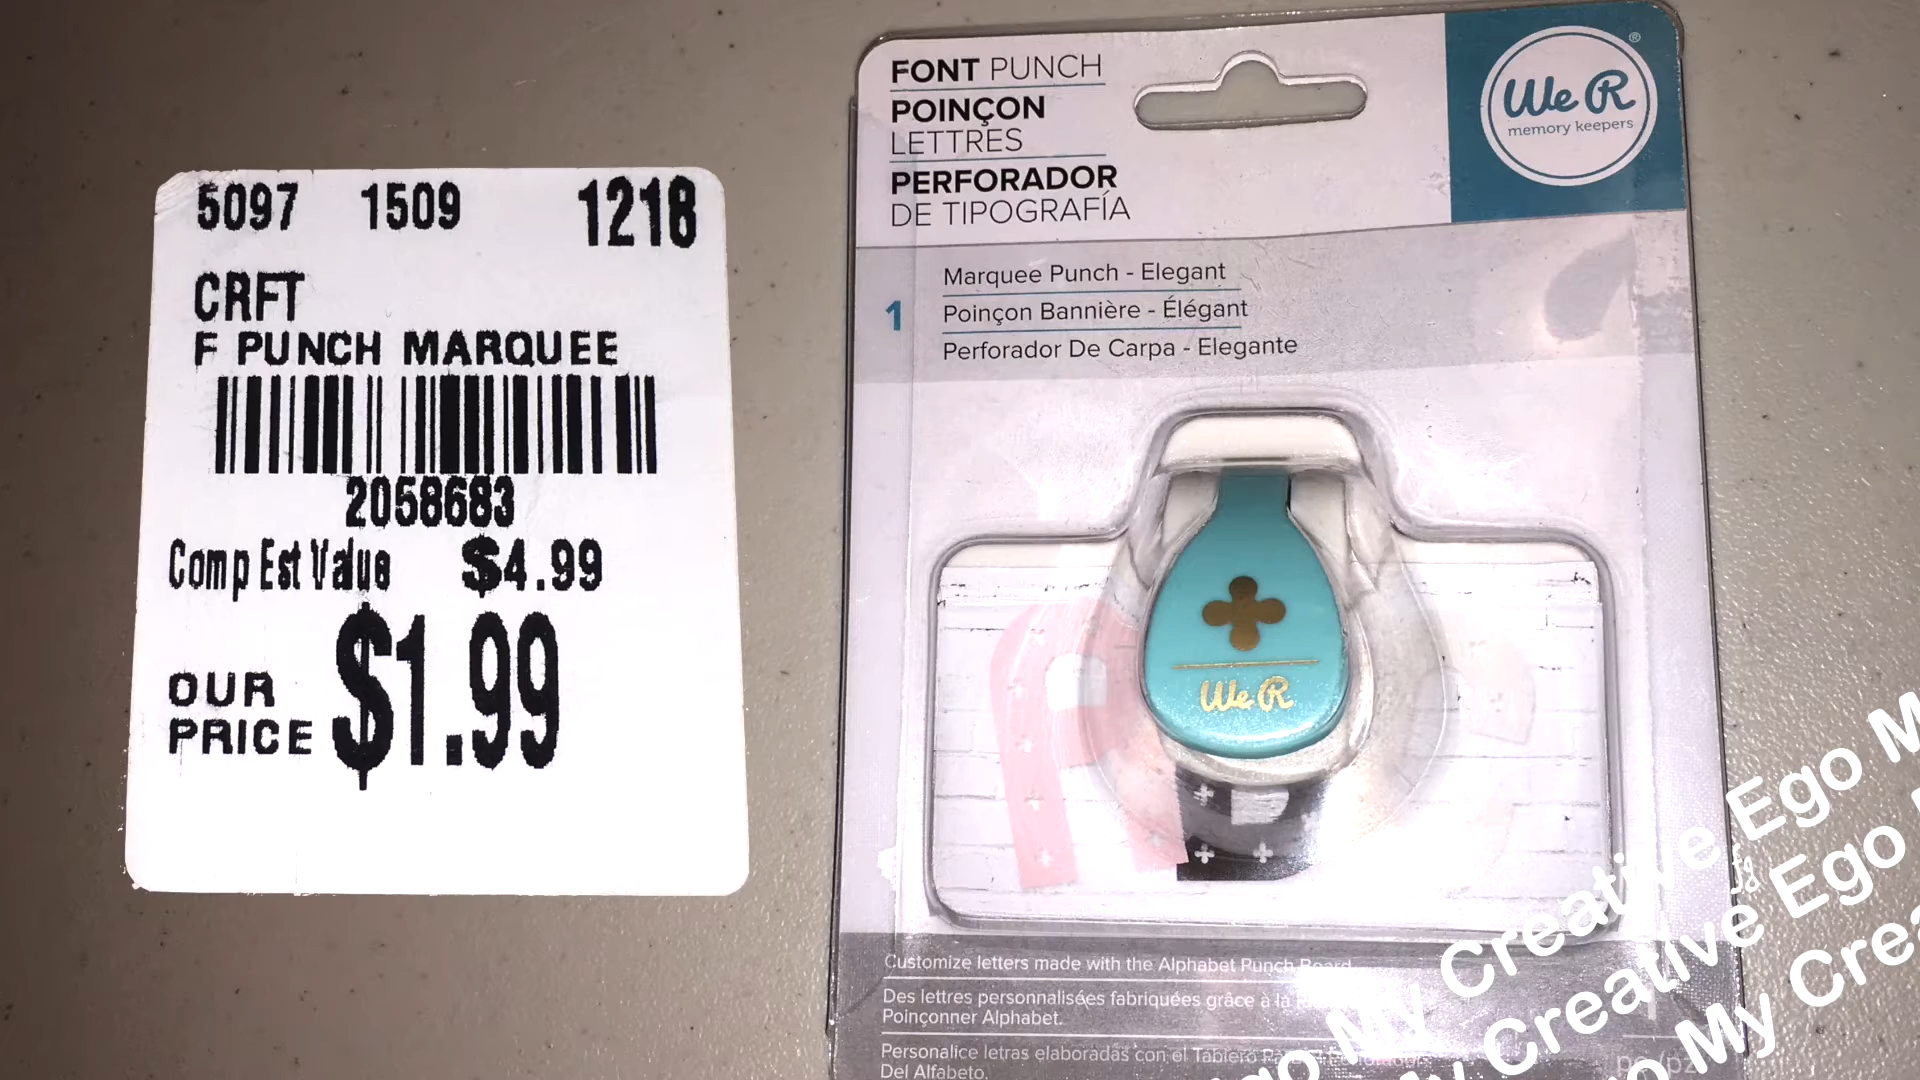 5097 1509 1218
CRFT
F PUNCH MARQUEE
2058683
Comp Est Value $4.99
OUR
PRICE $1.99
FONT PUNCH
POINÇON
LETTRES
PERFORADOR
DE TIPOGRAFÍA
We R
memory keepers
®
1
Marquee Punch - Elegant
Poinçon Bannière - Élégant
Perforador De Carpa - Elegante
We R
Customize letters made with the Alphabet Punch Board
Des lettres personnalisées fabriquées grâce à la
Poinçonner Alphabet.
Personalice letras elaboradas con el Tablero
Del Alfabeto.
Creative Ego
My Creative Ego
My